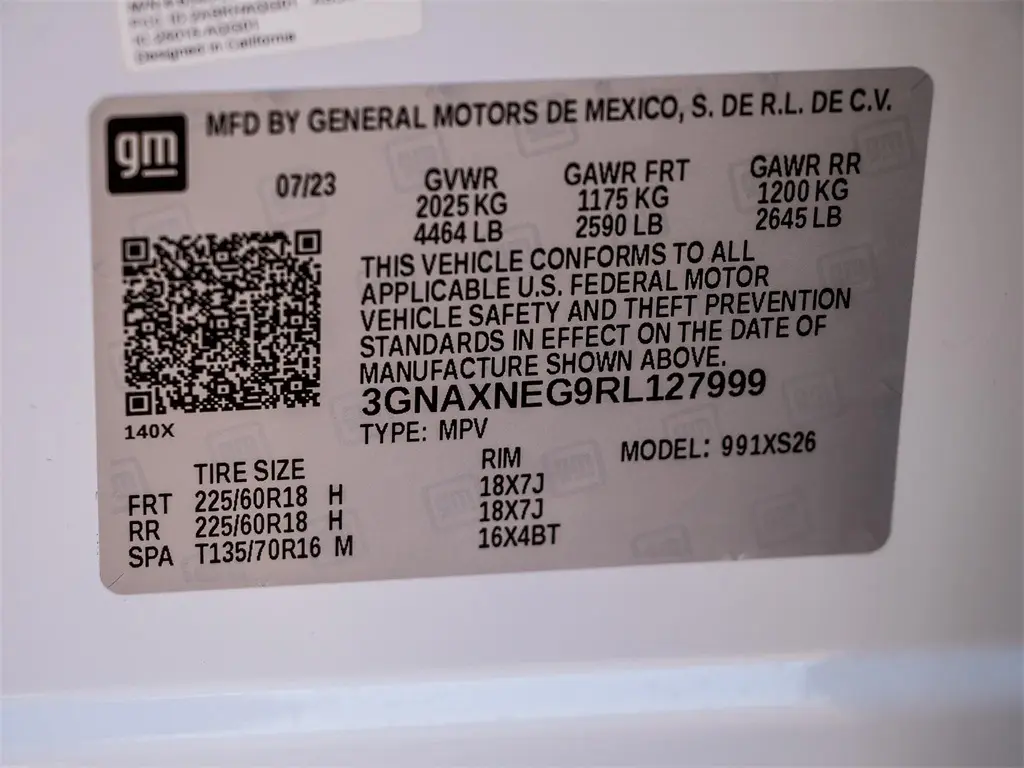 Designed in California
gm
MFD BY GENERAL MOTORS DE MEXICO, S. DE R.L. DE C.V.
07/23 GVWR GAWR FRT GAWR RR
2025 KG 1175 KG 1200 KG
4464 LB 2590 LB 2645 LB
THIS VEHICLE CONFORMS TO ALL
APPLICABLE U.S. FEDERAL MOTOR
VEHICLE SAFETY AND THEFT PREVENTION
STANDARDS IN EFFECT ON THE DATE OF
MANUFACTURE SHOWN ABOVE.
3GNAXNEG9RL127999
140X
TYPE: MPV
MODEL: 991XS26
TIRE SIZE RIM
FRT 225/60R18 H 18X7J
RR 225/60R18 H 18X7J
SPA T135/70R16 M 16X4BT